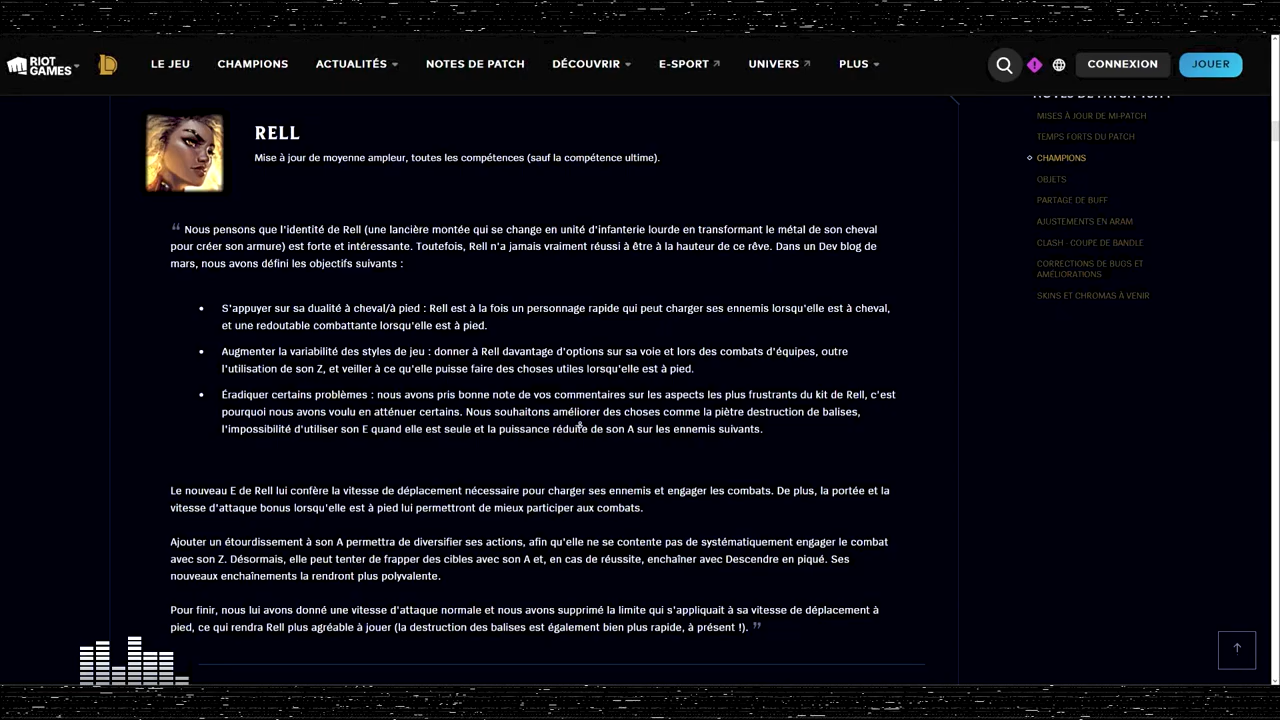 RIOT GAMES
LE JEU
CHAMPIONS
ACTUALITÉS
NOTES DE PATCH
DÉCOUVRIR
E-SPORT
UNIVERS
PLUS
CONNEXION
JOUER
RELL
Mise à jour de moyenne ampleur, toutes les compétences (sauf la compétence ultime).
“ Nous pensons que l'identité de Rell (une lancière montée qui se change en unité d'infanterie lourde en transformant le métal de son cheval
pour créer son armure) est forte et intéressante. Toutefois, Rell n'a jamais vraiment réussi à être à la hauteur de ce rêve. Dans un Dev blog de
mars, nous avons défini les objectifs suivants :
• S'appuyer sur sa dualité à cheval/à pied : Rell est à la fois un personnage rapide qui peut charger ses ennemis lorsqu'elle est à cheval,
et une redoutable combattante lorsqu'elle est à pied.
• Augmenter la variabilité des styles de jeu : donner à Rell davantage d'options sur sa voie et lors des combats d'équipes, outre
l'utilisation de son Z, et veiller à ce qu'elle puisse faire des choses utiles lorsqu'elle est à pied.
• Éradiquer certains problèmes : nous avons pris bonne note de vos commentaires sur les aspects les plus frustrants du kit de Rell, c'est
pourquoi nous avons voulu en atténuer certains. Nous souhaitons améliorer des choses comme la piètre destruction de balises,
l'impossibilité d'utiliser son E quand elle est seule et la puissance réduite de son A sur les ennemis suivants.
Le nouveau E de Rell lui confère la vitesse de déplacement nécessaire pour charger ses ennemis et engager les combats. De plus, la portée et la
vitesse d'attaque bonus lorsqu'elle est à pied lui permettront de mieux participer aux combats.
Ajouter un étourdissement à son A permettra de diversifier ses actions, afin qu'elle ne se contente pas de systématiquement engager le combat
avec son Z. Désormais, elle peut tenter de frapper des cibles avec son A et, en cas de réussite, enchaîner avec Descendre en piqué. Ses
nouveaux enchaînements la rendront plus polyvalente.
Pour finir, nous lui avons donné une vitesse d'attaque normale et nous avons supprimé la limite qui s'appliquait à sa vitesse de déplacement à
pied, ce qui rendra Rell plus agréable à jouer (la destruction des balises est également bien plus rapide, à présent !). ”
MISES À JOUR DE MI-PATCH
TEMPS FORTS DU PATCH
CHAMPIONS
OBJETS
PARTAGE DE BUFF
AJUSTEMENTS EN ARAM
CLASH - COUPE DE BANDLE
CORRECTIONS DE BUGS ET
AMÉLIORATIONS
SKINS ET CHROMAS À VENIR